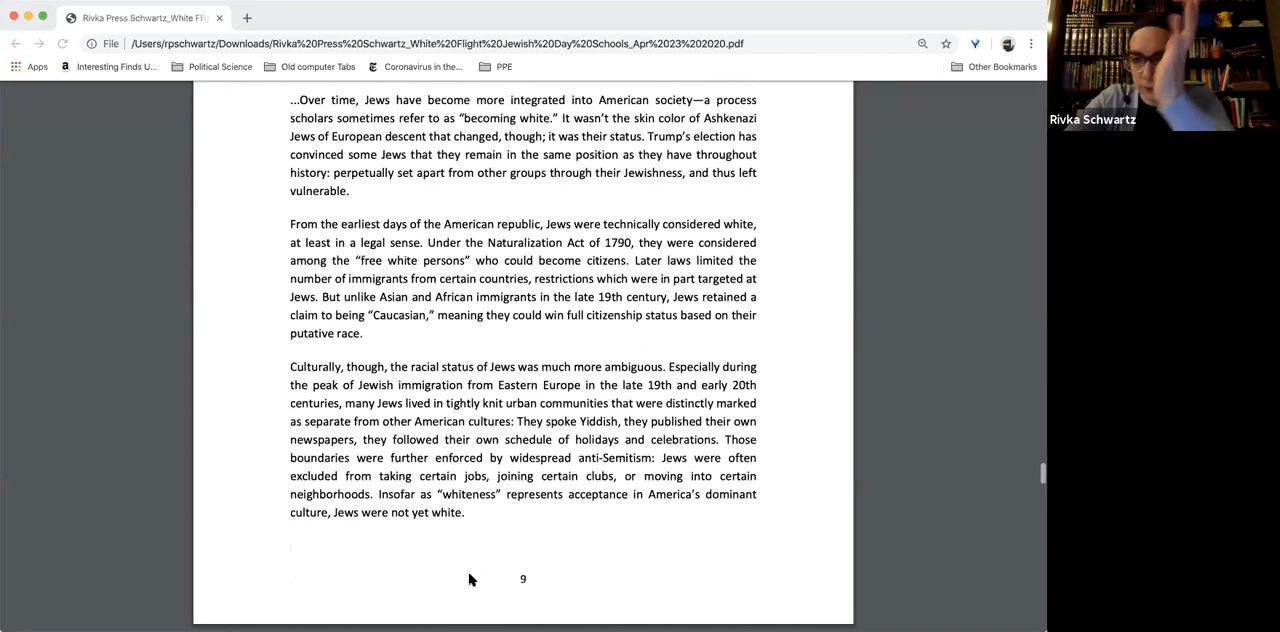 Rivka Press Schwartz_White Flig
File
/Users/rpschwartz/Downloads/Rivka%20Press%20Schwartz_White%20Flight%20Jewish%20Day%20Schools_Apr%2023%202020.pdf
Apps
Interesting Finds U...
Political Science
Old computer Tabs
Coronavirus in the...
PPE
Other Bookmarks
Rivka Schwartz
...Over time, Jews have become more integrated into American society—a process
scholars sometimes refer to as “becoming white.” It wasn’t the skin color of Ashkenazi
Jews of European descent that changed, though; it was their status. Trump’s election has
convinced some Jews that they remain in the same position as they have throughout
history: perpetually set apart from other groups through their Jewishness, and thus left
vulnerable.
From the earliest days of the American republic, Jews were technically considered white,
at least in a legal sense. Under the Naturalization Act of 1790, they were considered
among the “free white persons” who could become citizens. Later laws limited the
number of immigrants from certain countries, restrictions which were in part targeted at
Jews. But unlike Asian and African immigrants in the late 19th century, Jews retained a
claim to being “Caucasian,” meaning they could win full citizenship status based on their
putative race.
Culturally, though, the racial status of Jews was much more ambiguous. Especially during
the peak of Jewish immigration from Eastern Europe in the late 19th and early 20th
centuries, many Jews lived in tightly knit urban communities that were distinctly marked
as separate from other American cultures: They spoke Yiddish, they published their own
newspapers, they followed their own schedule of holidays and celebrations. Those
boundaries were further enforced by widespread anti-Semitism: Jews were often
excluded from taking certain jobs, joining certain clubs, or moving into certain
neighborhoods. Insofar as “whiteness” represents acceptance in America’s dominant
culture, Jews were not yet white.
9